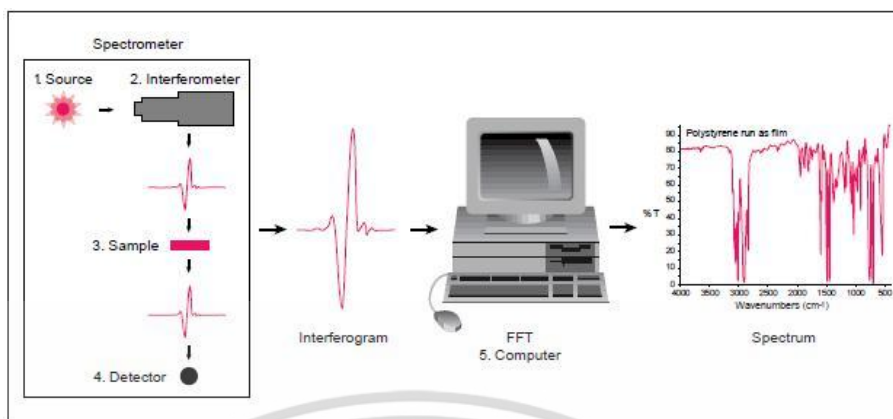 Spectrometer
1. Source
2. Interferometer
3. Sample
4. Detector
Interferogram
FFT
5. Computer
Polystyrene run as film
% T
90
80
70
60
50
40
30
20
10
0
4000 3500 3000 2500 2000 1500 1000 500
Wavenumbers (cm-1)
Spectrum